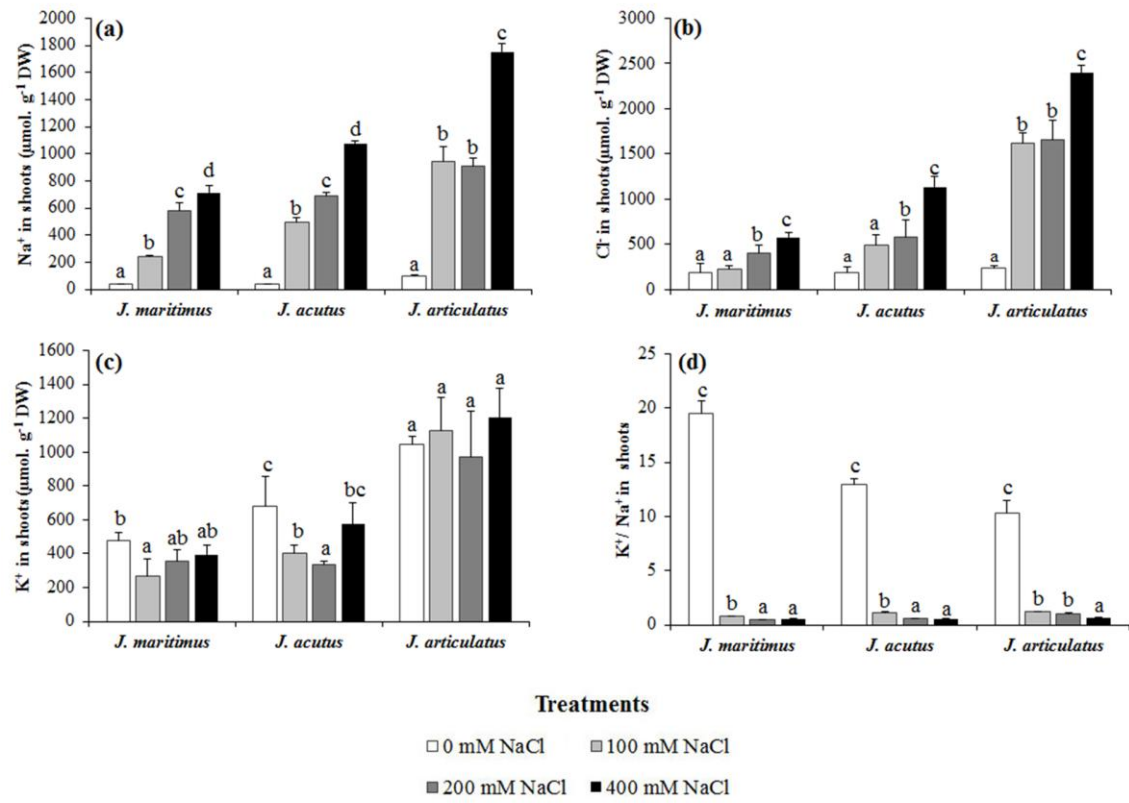 (a)
Na⁺ in shoots (µmol. g⁻¹ DW)
2000
1800
1600
1400
1200
1000
800
600
400
200
0
a b c d
a b c d
a b b c
J. maritimus J. acutus J. articulatus
(b)
Cl⁻ in shoots (µmol. g⁻¹ DW)
3000
2500
2000
1500
1000
500
0
a a b c
a a b c
a b b c
J. maritimus J. acutus J. articulatus
(c)
K⁺ in shoots (µmol. g⁻¹ DW)
1600
1400
1200
1000
800
600
400
200
0
b a ab ab
c b a bc
a a a a
J. maritimus J. acutus J. articulatus
(d)
K⁺/ Na⁺ in shoots
25
20
15
10
5
0
c b a a
c b a a
c b b a
J. maritimus J. acutus J. articulatus
Treatments
0 mM NaCl 100 mM NaCl
200 mM NaCl 400 mM NaCl